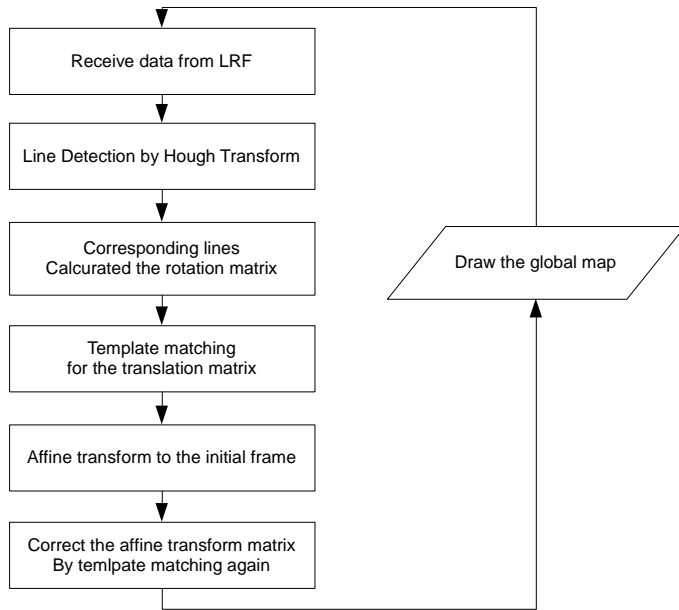 Receive data from LRF
Line Detection by Hough Transform
Corresponding lines
Calcurated the rotation matrix
Template matching
for the translation matrix
Affine transform to the initial frame
Correct the affine transform matrix
By temlpate matching again
Draw the global map